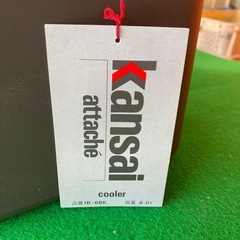 kansai
attaché
cooler
品番 IB-68K 容量 6.0ℓ